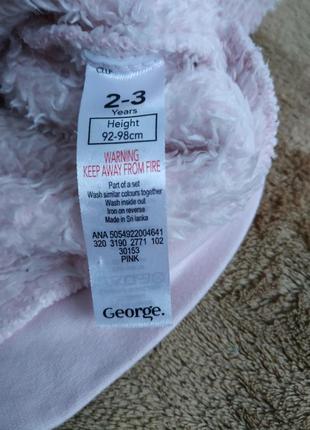 2-3
Years
Height
92-98cm
WARNING
KEEP AWAY FROM FIRE
Part of a set
Wash similar colours together
Wash inside out
Iron on reverse
Made in Sri lanka
ANA 5054922004641
320 3190 2771 102
30153
PINK
George.